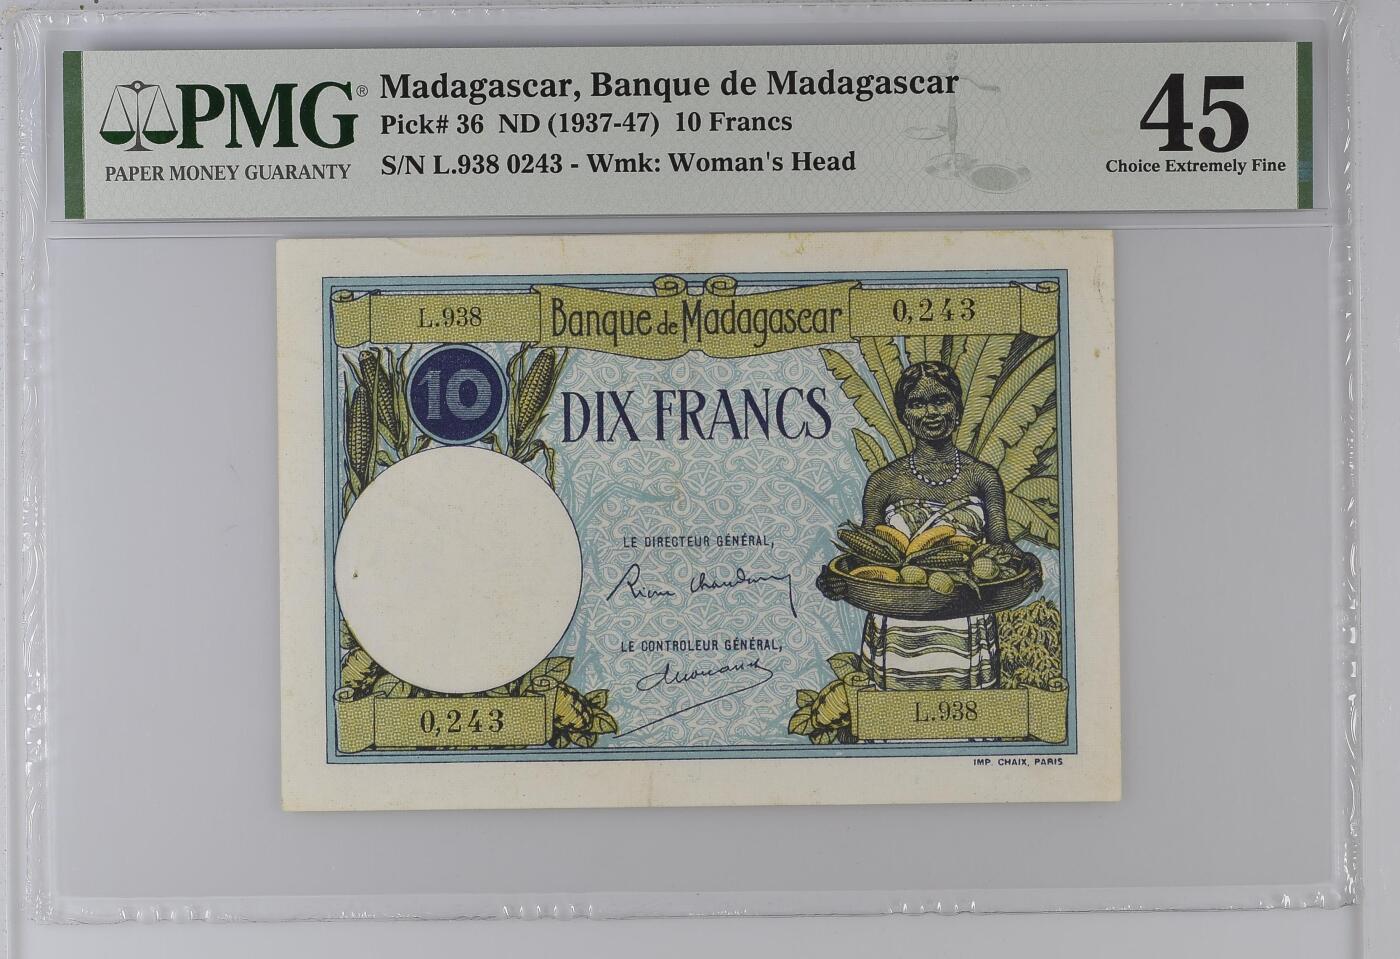 PMG®
PAPER MONEY GUARANTY
Madagascar, Banque de Madagascar
Pick# 36 ND (1937-47) 10 Francs
S/N L.938 0243 - Wmk: Woman's Head
45
Choice Extremely Fine
L.938
Banque de Madagascar
0,243
10
DIX FRANCS
LE DIRECTEUR GÉNÉRAL,
LE CONTROLEUR GÉNÉRAL,
0,243
L.938
IMP. CHAIX, PARIS